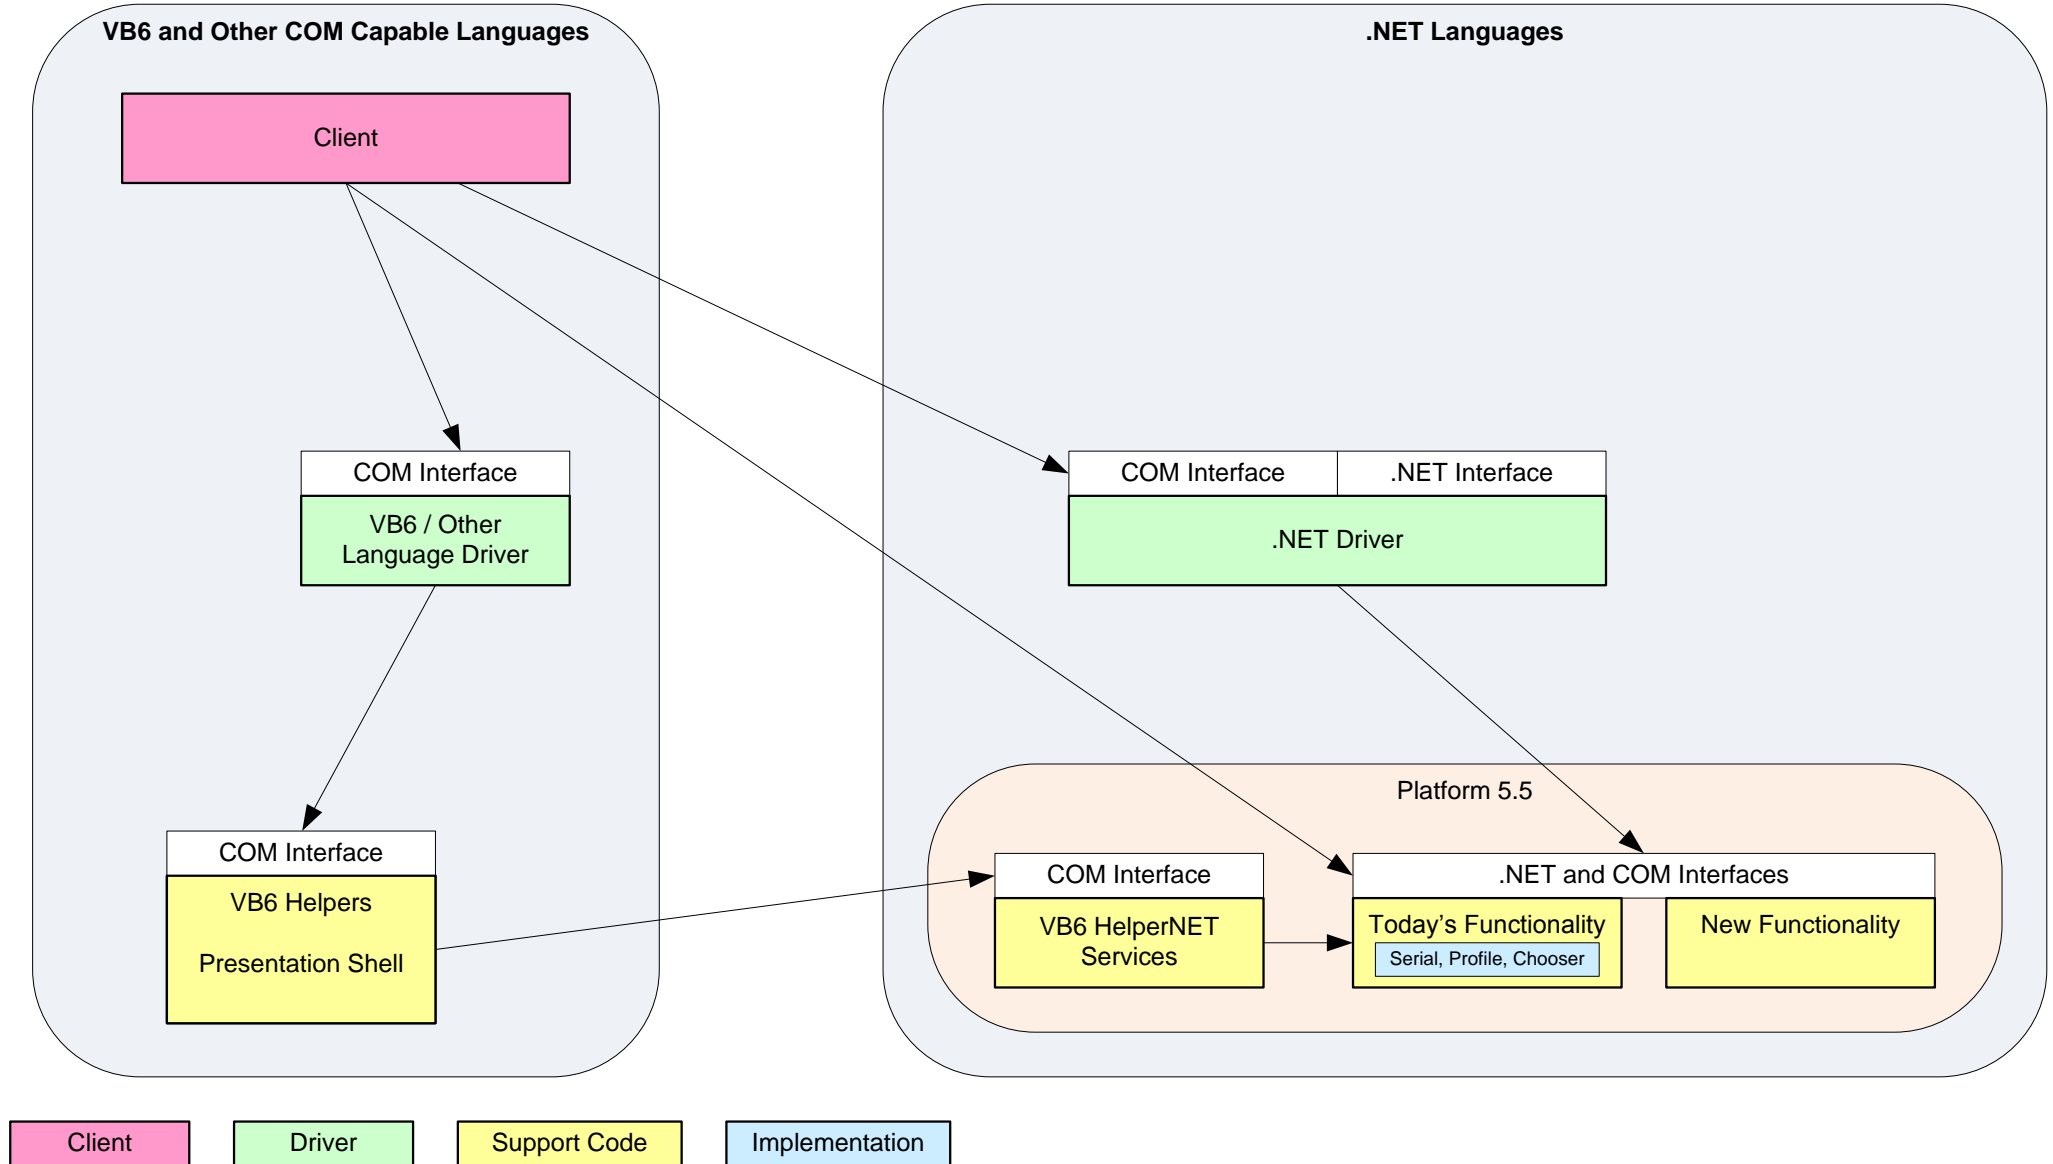 VB6 and Other COM Capable Languages
Client
COM Interface
VB6 / Other
Language Driver
COM Interface
VB6 Helpers
Presentation Shell
.NET Languages
COM Interface
.NET Interface
.NET Driver
Platform 5.5
COM Interface
VB6 HelperNET
Services
.NET and COM Interfaces
Today’s Functionality
Serial, Profile, Chooser
New Functionality
Client
Driver
Support Code
Implementation